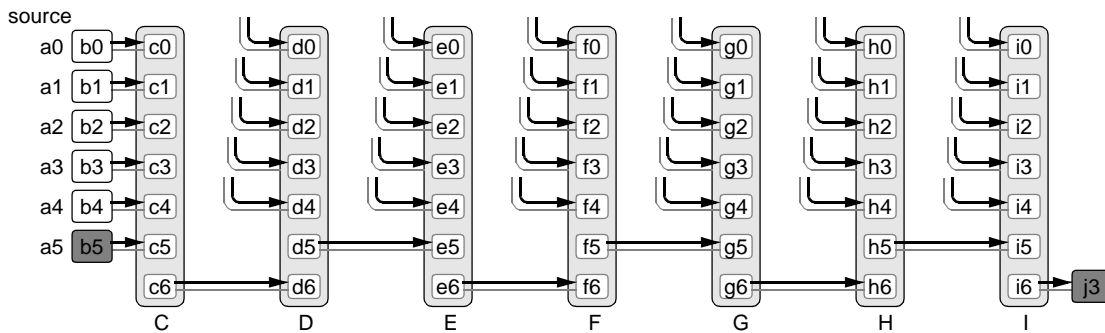 source
a0 b0 c0 d0 e0 f0 g0 h0 i0
a1 b1 c1 d1 e1 f1 g1 h1 i1
a2 b2 c2 d2 e2 f2 g2 h2 i2
a3 b3 c3 d3 e3 f3 g3 h3 i3
a4 b4 c4 d4 e4 f4 g4 h4 i4
a5 b5 c5 d5 e5 f5 g5 h5 i5
c6 d6 e6 f6 g6 h6 i6 j3
C D E F G H I